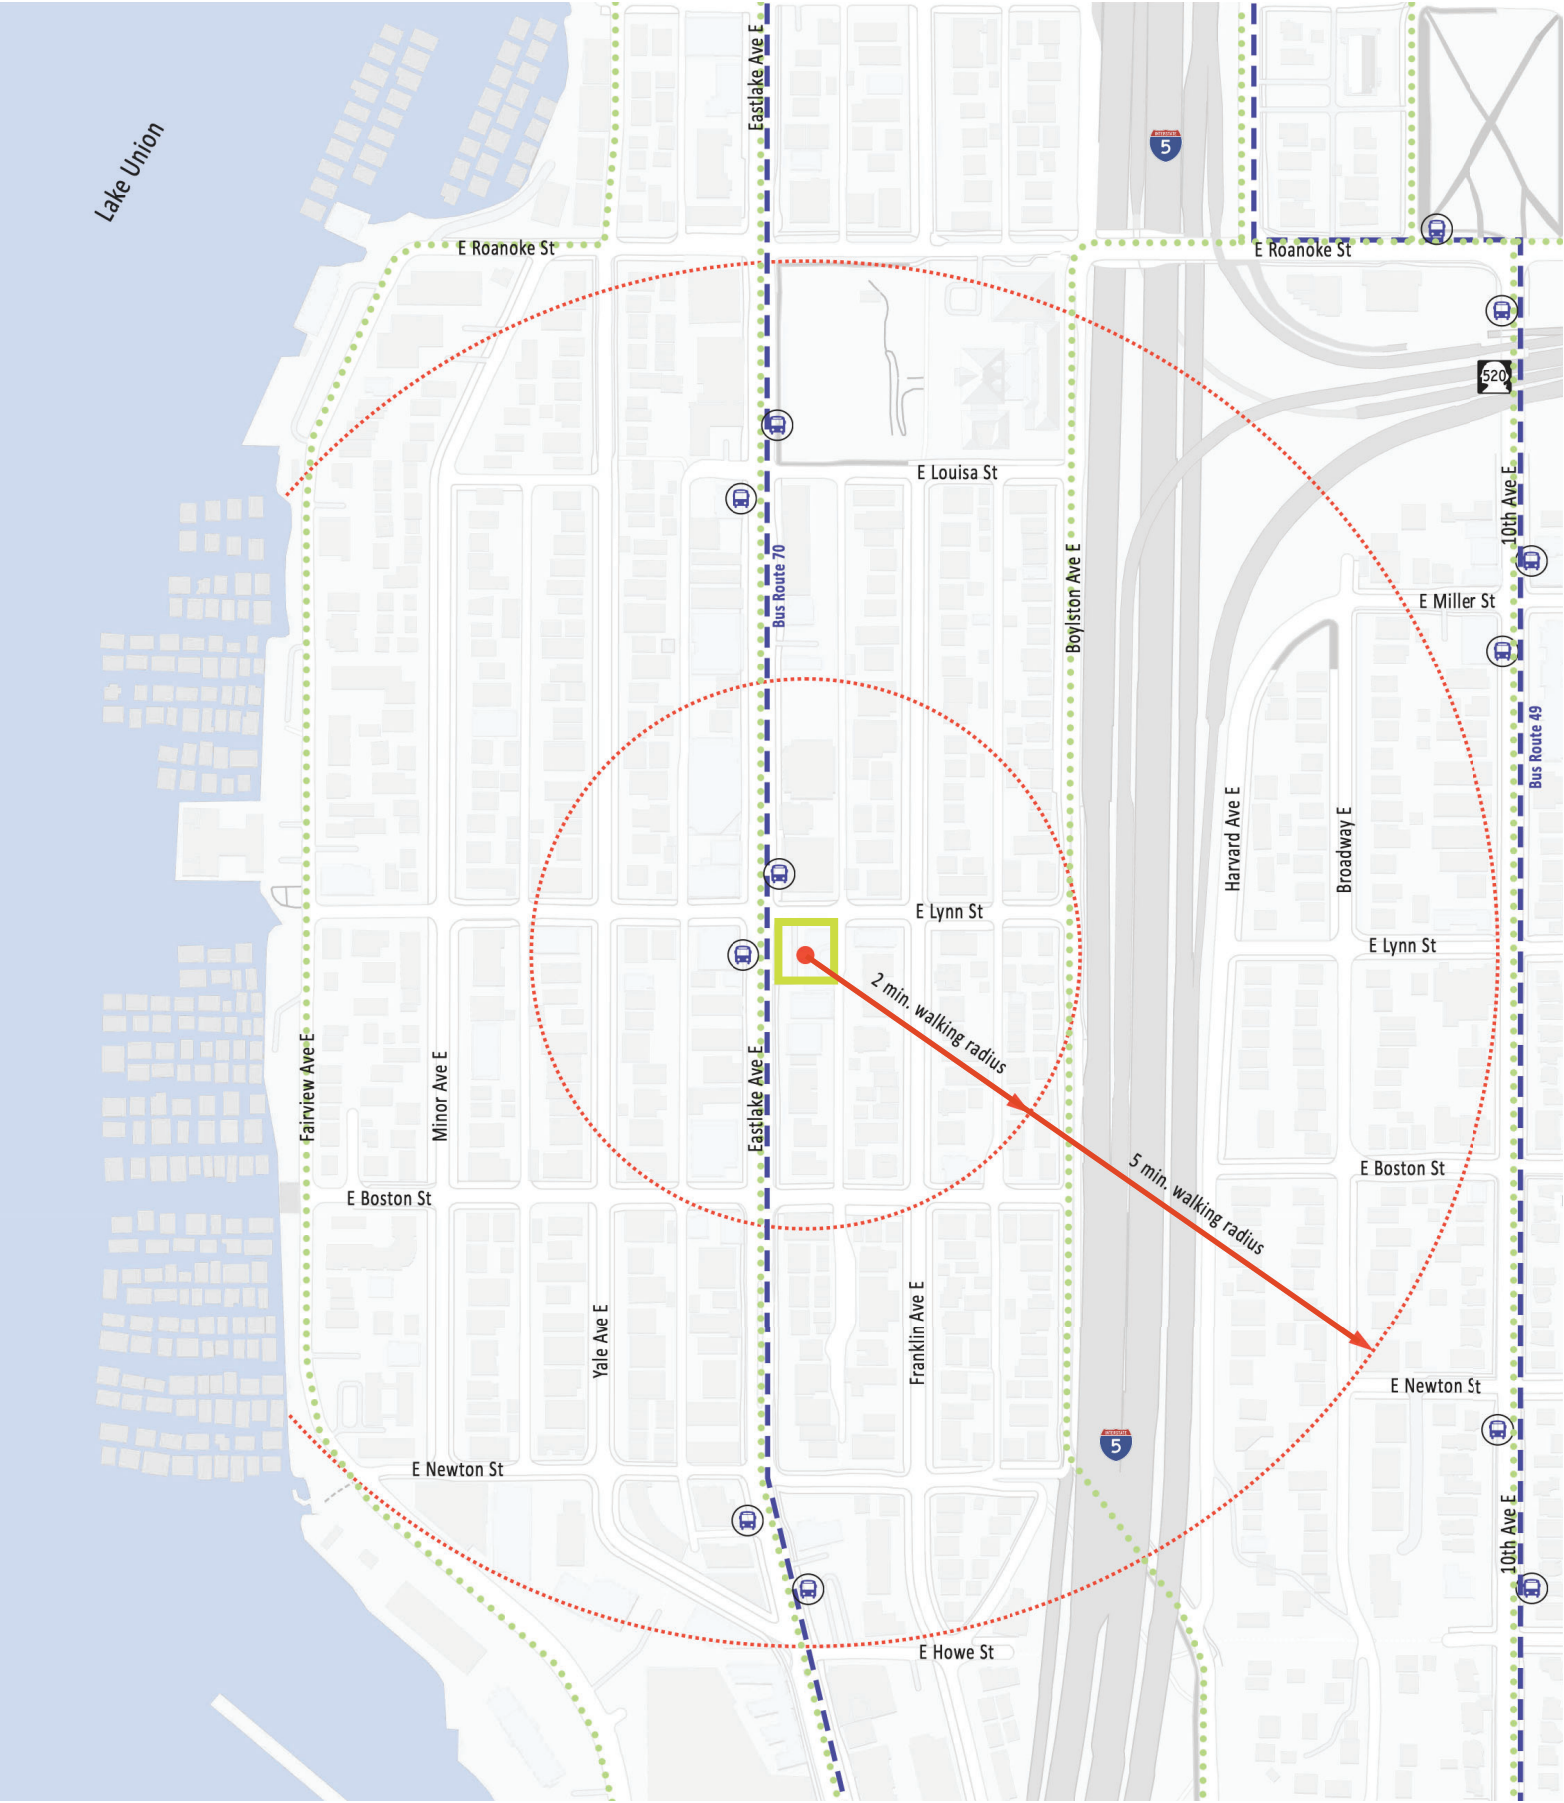 Eastlake Ave E
Lake Union
5
E Roanoke St
E Roanoke St
520
E Louisa St
10th Ave E
Bus Route 70
Boylston Ave E
E Miller St
Bus Route 49
Harvard Ave E
Broadway E
E Lynn St
E Lynn St
2 min. walking radius
Fairview Ave E
Minor Ave E
Eastlake Ave E
5 min. walking radius
E Boston St
E Boston St
Yale Ave E
Franklin Ave E
E Newton St
5
E Newton St
10th Ave E
E Howe St